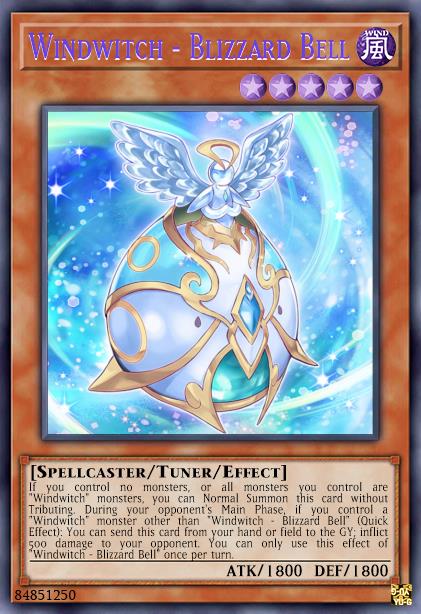 WINDWITCH - BLIZZARD BELL
WIND
風
[SPELLCASTER/TUNER/EFFECT]
If you control no monsters, or all monsters you control are
"Windwitch" monsters, you can Normal Summon this card without
Tributing. During your opponent's Main Phase, if you control a
"Windwitch" monster other than "Windwitch - Blizzard Bell" (Quick
Effect): You can send this card from your hand or field to the GY; inflict
500 damage to your opponent. You can only use this effect of
"Windwitch - Blizzard Bell" once per turn.
ATK/1800 DEF/1800
84851250